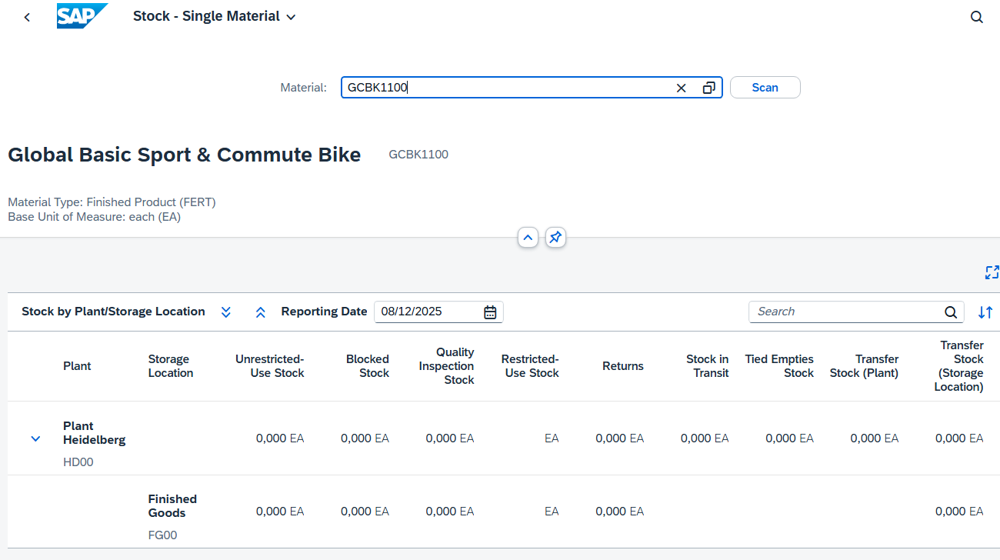 SAP Stock - Single Material
Material: GCBK1100 Scan
Global Basic Sport & Commute Bike GCBK1100
Material Type: Finished Product (FERT)
Base Unit of Measure: each (EA)
Stock by Plant/Storage Location Reporting Date 08/12/2025 Search
Plant
Storage
Location
Unrestricted-
Use Stock
Blocked
Stock
Quality
Inspection
Stock
Restricted-
Use Stock
Returns
Stock in
Transit
Tied Empties
Stock
Transfer
Stock (Plant)
Transfer
Stock
(Storage
Location)
Plant
Heidelberg
HD00
0,000 EA 0,000 EA 0,000 EA EA 0,000 EA 0,000 EA 0,000 EA 0,000 EA 0,000 EA
Finished
Goods
FG00
0,000 EA 0,000 EA 0,000 EA EA 0,000 EA 0,000 EA